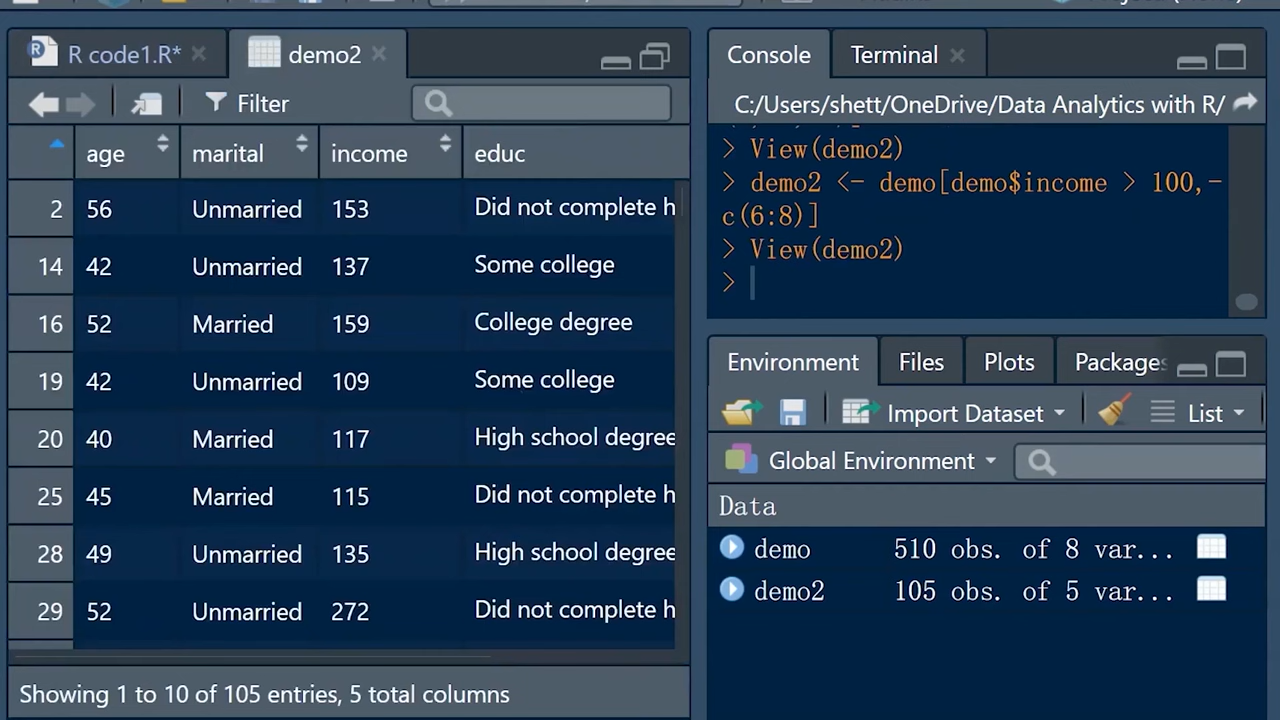 R code1.R*
demo2
Filter
age marital income educ
2 56 Unmarried 153 Did not complete h
14 42 Unmarried 137 Some college
16 52 Married 159 College degree
19 42 Unmarried 109 Some college
20 40 Married 117 High school degree
25 45 Married 115 Did not complete h
28 49 Unmarried 135 High school degree
29 52 Unmarried 272 Did not complete h
Showing 1 to 10 of 105 entries, 5 total columns
Console Terminal
C:/Users/shett/OneDrive/Data Analytics with R/
> View(demo2)
> demo2 <- demo[demo$income > 100,-
c(6:8)]
> View(demo2)
>
Environment Files Plots Packages
Import Dataset List
Global Environment
Data
demo 510 obs. of 8 var...
demo2 105 obs. of 5 var...